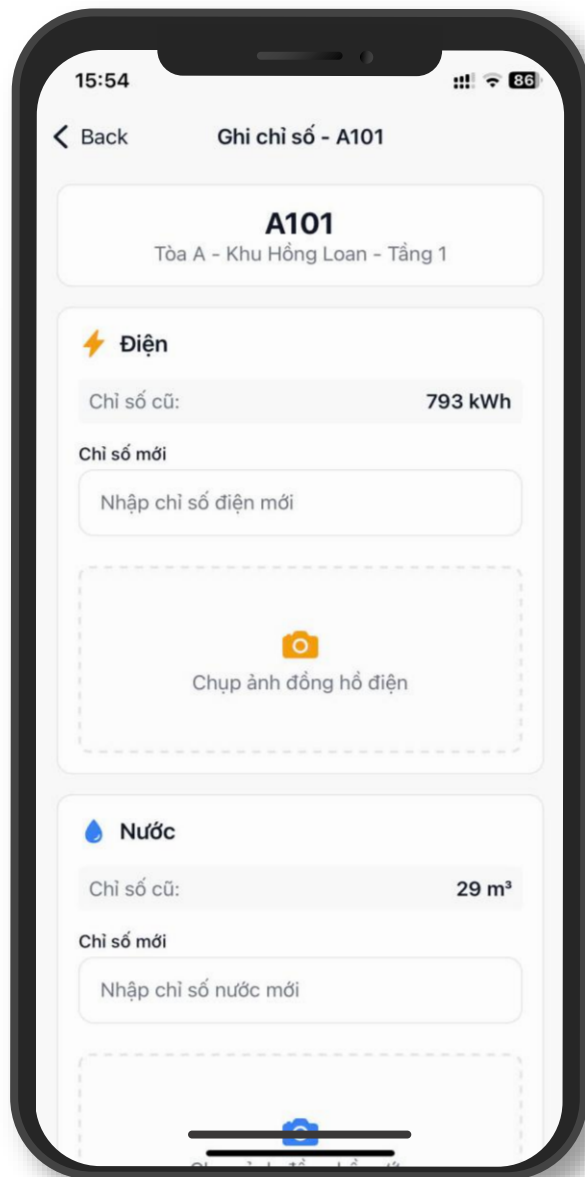 15:54
86
Back
Ghi chỉ số - A101
A101
Tòa A - Khu Hồng Loan - Tầng 1
Điện
Chỉ số cũ:
793 kWh
Chỉ số mới
Nhập chỉ số điện mới
Chụp ảnh đồng hồ điện
Nước
Chỉ số cũ:
29 m³
Chỉ số mới
Nhập chỉ số nước mới